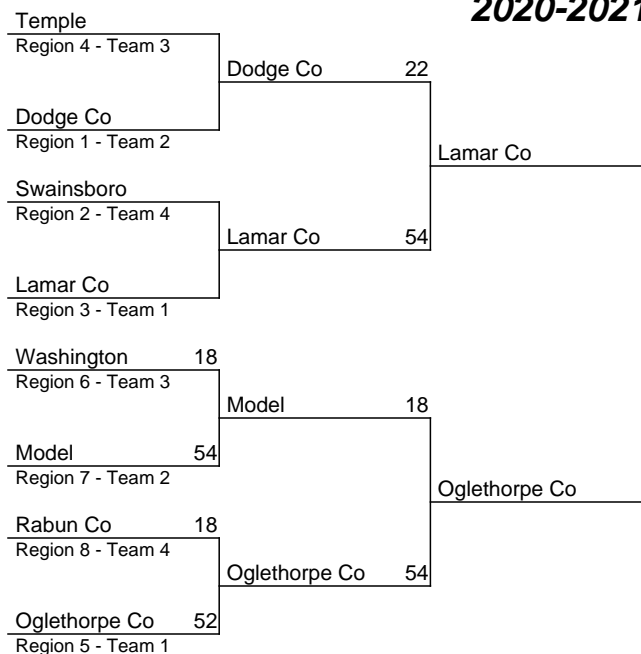 2020-2021
Temple
Region 4 - Team 3
Dodge Co 22
Dodge Co
Region 1 - Team 2
Lamar Co
Swainsboro
Region 2 - Team 4
Lamar Co 54
Lamar Co
Region 3 - Team 1
Washington 18
Region 6 - Team 3
Model 18
Model 54
Region 7 - Team 2
Oglethorpe Co
Rabun Co 18
Region 8 - Team 4
Oglethorpe Co 54
Oglethorpe Co 52
Region 5 - Team 1